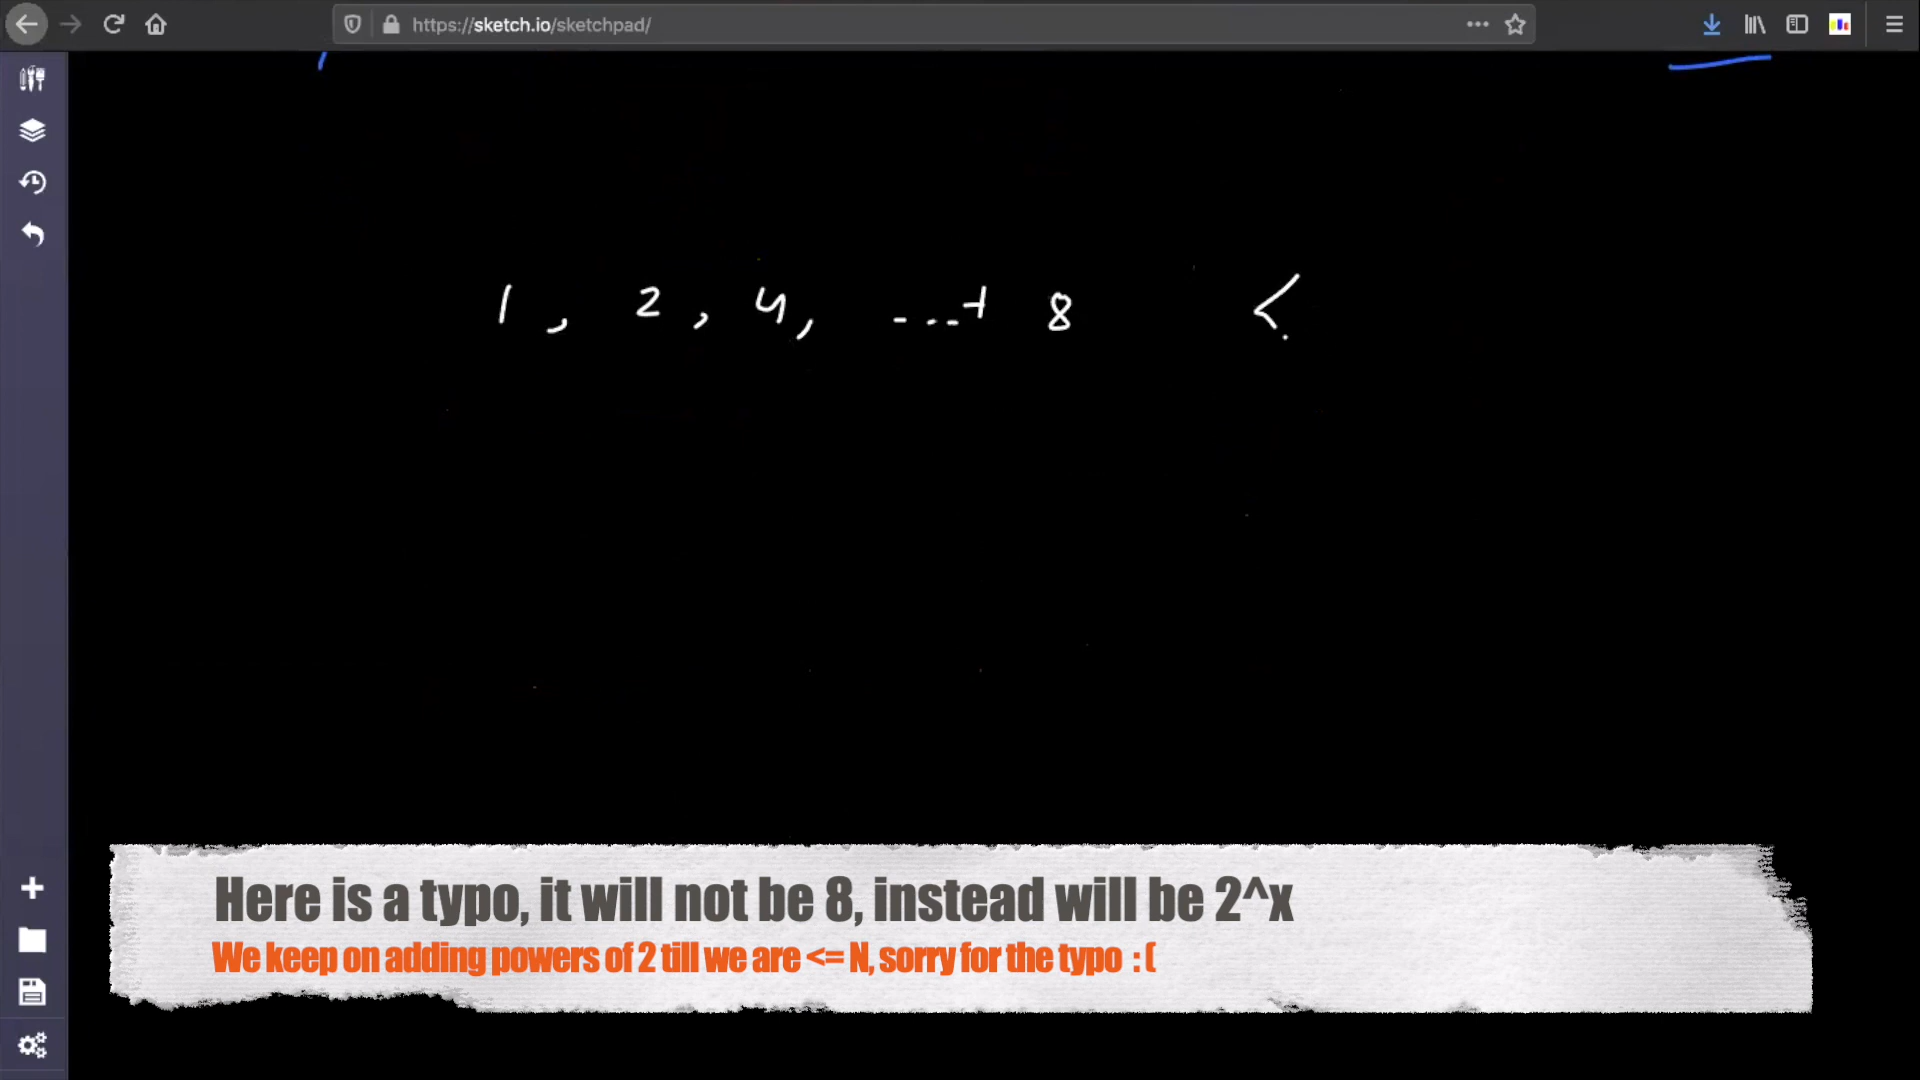 https://sketch.io/sketchpad/
1, 2, 4, ....+ 8 <
Here is a typo, it will not be 8, instead will be 2^x
We keep on adding powers of 2 till we are <= N, sorry for the typo :(